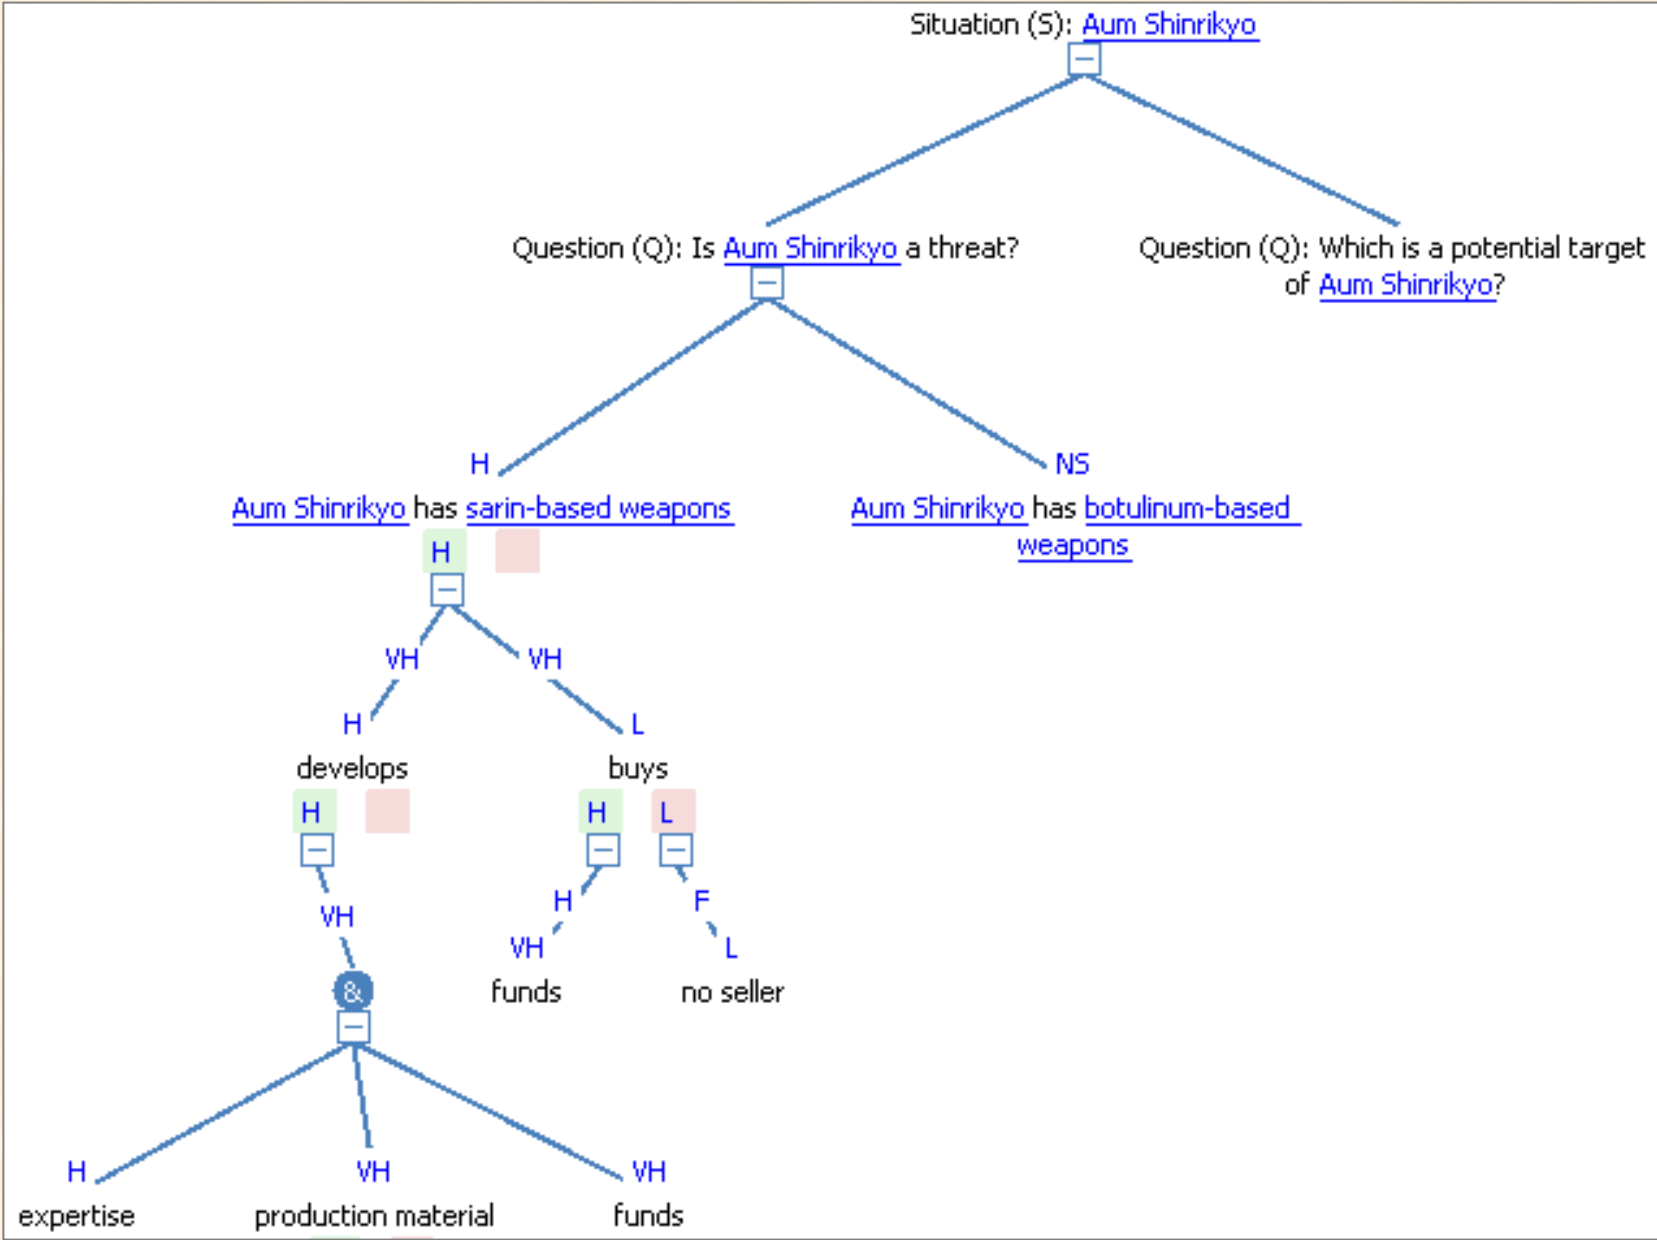 Situation (S): Aum Shinrikyo
Question (Q): Is Aum Shinrikyo a threat?
Question (Q): Which is a potential target
of Aum Shinrikyo?
H
NS
Aum Shinrikyo has sarin-based weapons
Aum Shinrikyo has botulinum-based
weapons
H
VH
VH
H
L
develops
buys
H
H
L
H
F
VH
VH
L
&
funds
no seller
H
VH
VH
expertise
production material
funds